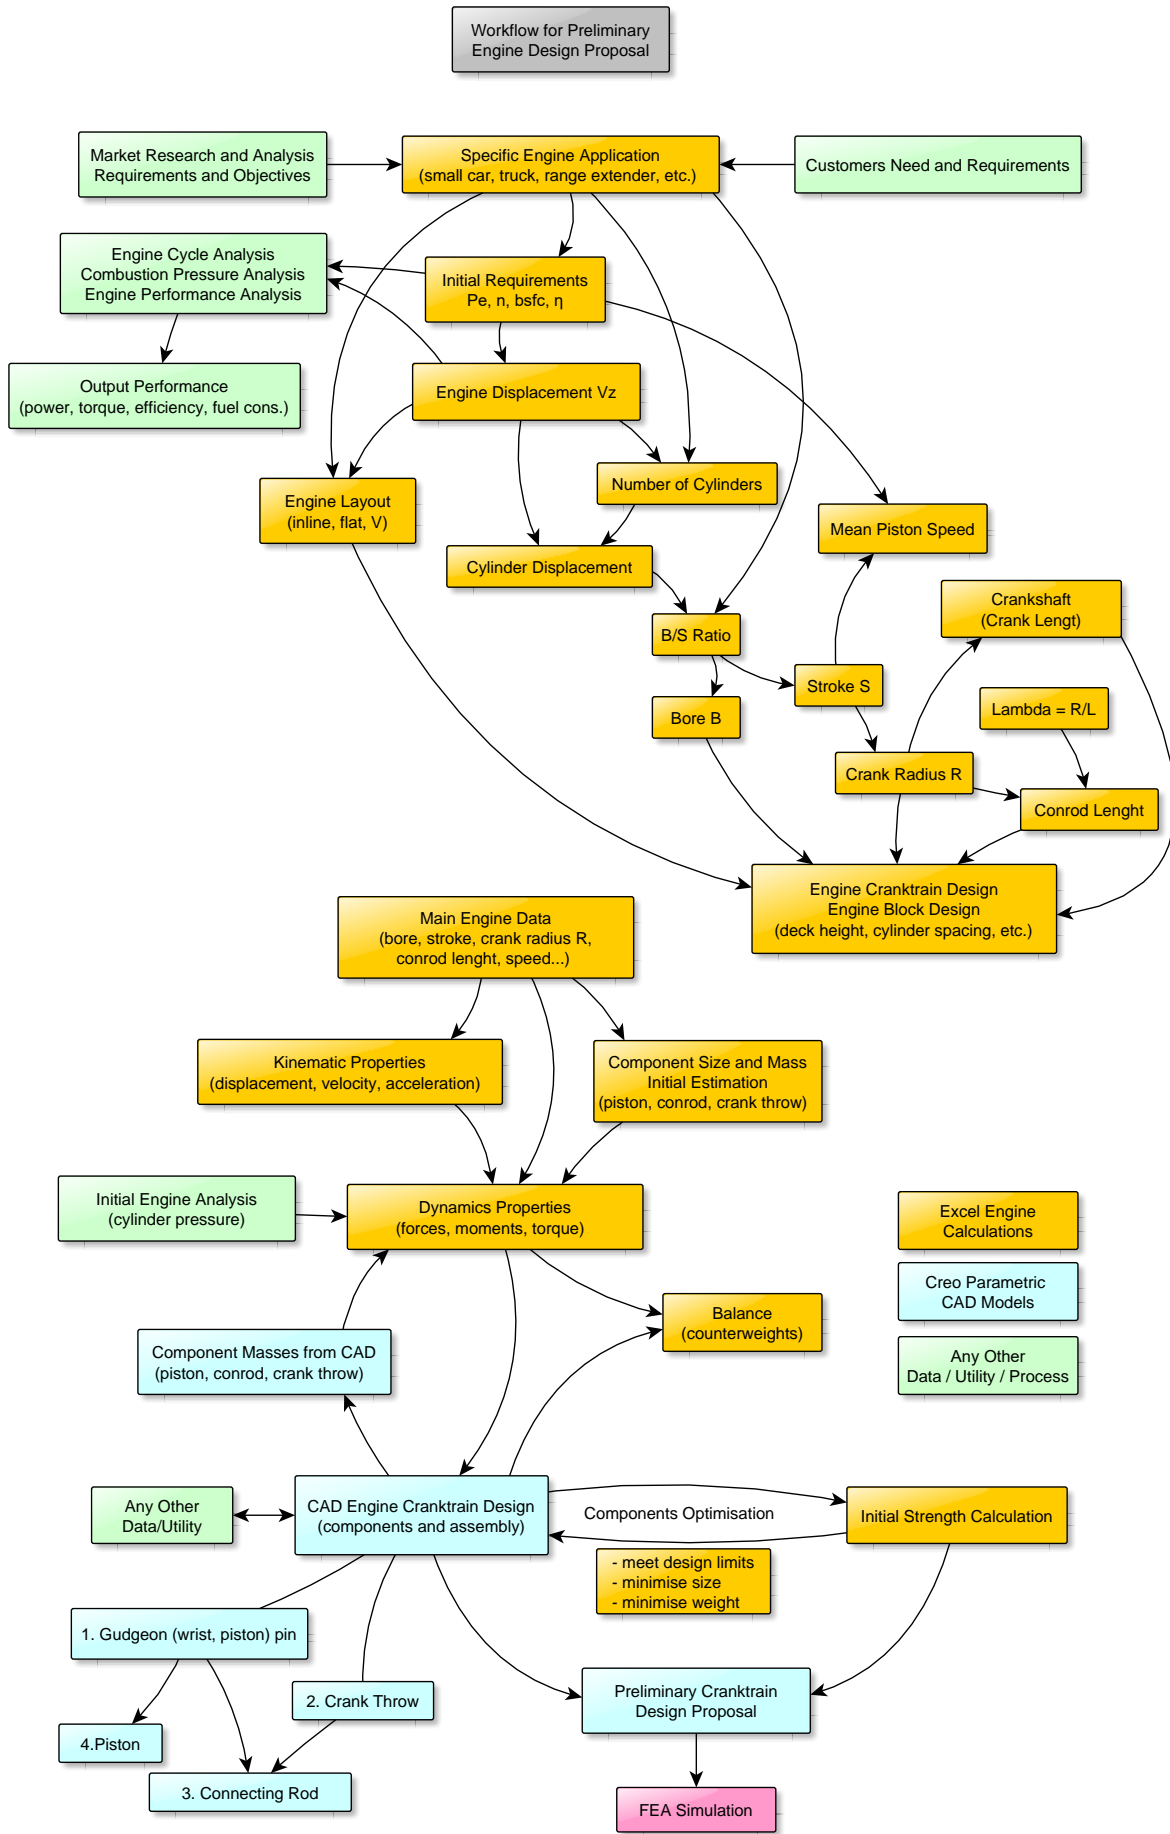 Workflow for Preliminary
Engine Design Proposal
Market Research and Analysis
Requirements and Objectives
Specific Engine Application
(small car, truck, range extender, etc.)
Customers Need and Requirements
Engine Cycle Analysis
Combustion Pressure Analysis
Engine Performance Analysis
Initial Requirements
Pe, n, bsfc, η
Output Performance
(power, torque, efficiency, fuel cons.)
Engine Displacement Vz
Engine Layout
(inline, flat, V)
Number of Cylinders
Mean Piston Speed
Cylinder Displacement
Crankshaft
(Crank Lengt)
B/S Ratio
Stroke S
Bore B
Lambda = R/L
Crank Radius R
Conrod Lenght
Engine Cranktrain Design
Engine Block Design
(deck height, cylinder spacing, etc.)
Main Engine Data
(bore, stroke, crank radius R,
conrod lenght, speed...)
Kinematic Properties
(displacement, velocity, acceleration)
Component Size and Mass
Initial Estimation
(piston, conrod, crank throw)
Initial Engine Analysis
(cylinder pressure)
Dynamics Properties
(forces, moments, torque)
Excel Engine
Calculations
Creo Parametric
CAD Models
Any Other
Data / Utility / Process
Balance
(counterweights)
Component Masses from CAD
(piston, conrod, crank throw)
Any Other
Data/Utility
CAD Engine Cranktrain Design
(components and assembly)
Components Optimisation
Initial Strength Calculation
- meet design limits
- minimise size
- minimise weight
1. Gudgeon (wrist, piston) pin
2. Crank Throw
Preliminary Cranktrain
Design Proposal
4.Piston
3. Connecting Rod
FEA Simulation